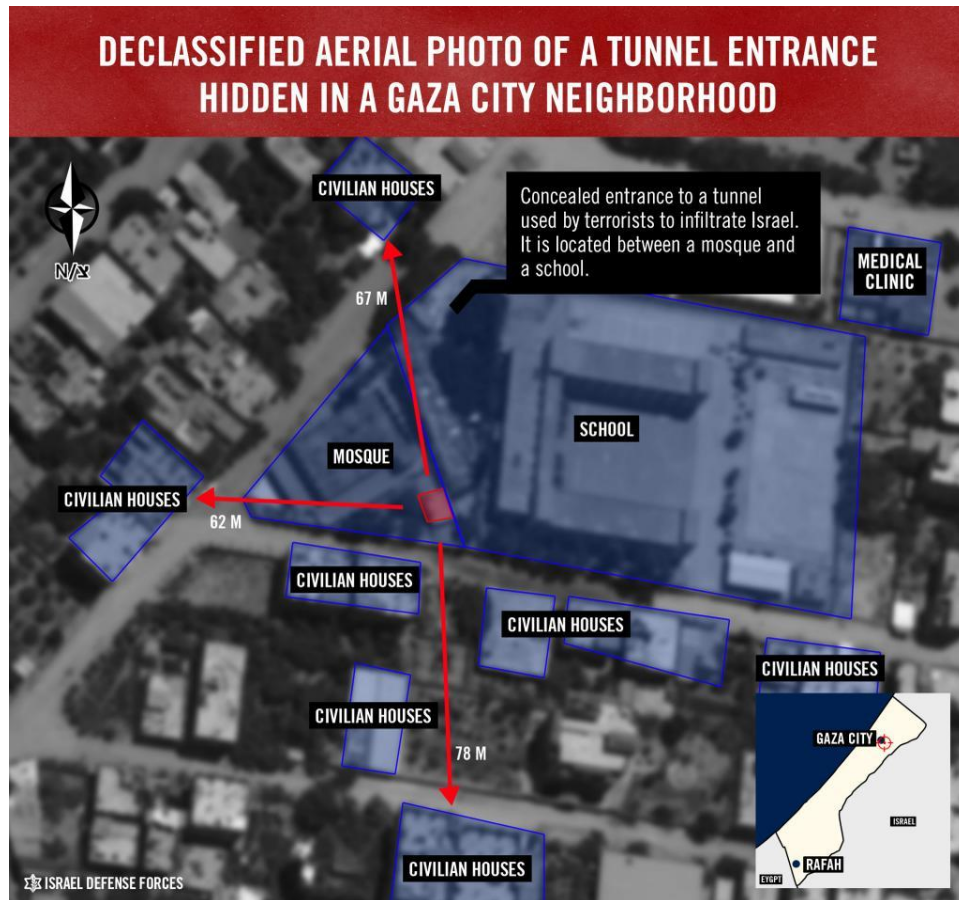 DECLASSIFIED AERIAL PHOTO OF A TUNNEL ENTRANCE
HIDDEN IN A GAZA CITY NEIGHBORHOOD
N/צ
CIVILIAN HOUSES
Concealed entrance to a tunnel
used by terrorists to infiltrate Israel.
It is located between a mosque and
a school.
MEDICAL
CLINIC
67 M
SCHOOL
MOSQUE
CIVILIAN HOUSES
62 M
CIVILIAN HOUSES
CIVILIAN HOUSES
CIVILIAN HOUSES
CIVILIAN HOUSES
78 M
CIVILIAN HOUSES
GAZA CITY
ISRAEL
RAFAH
EYGPT
ISRAEL DEFENSE FORCES